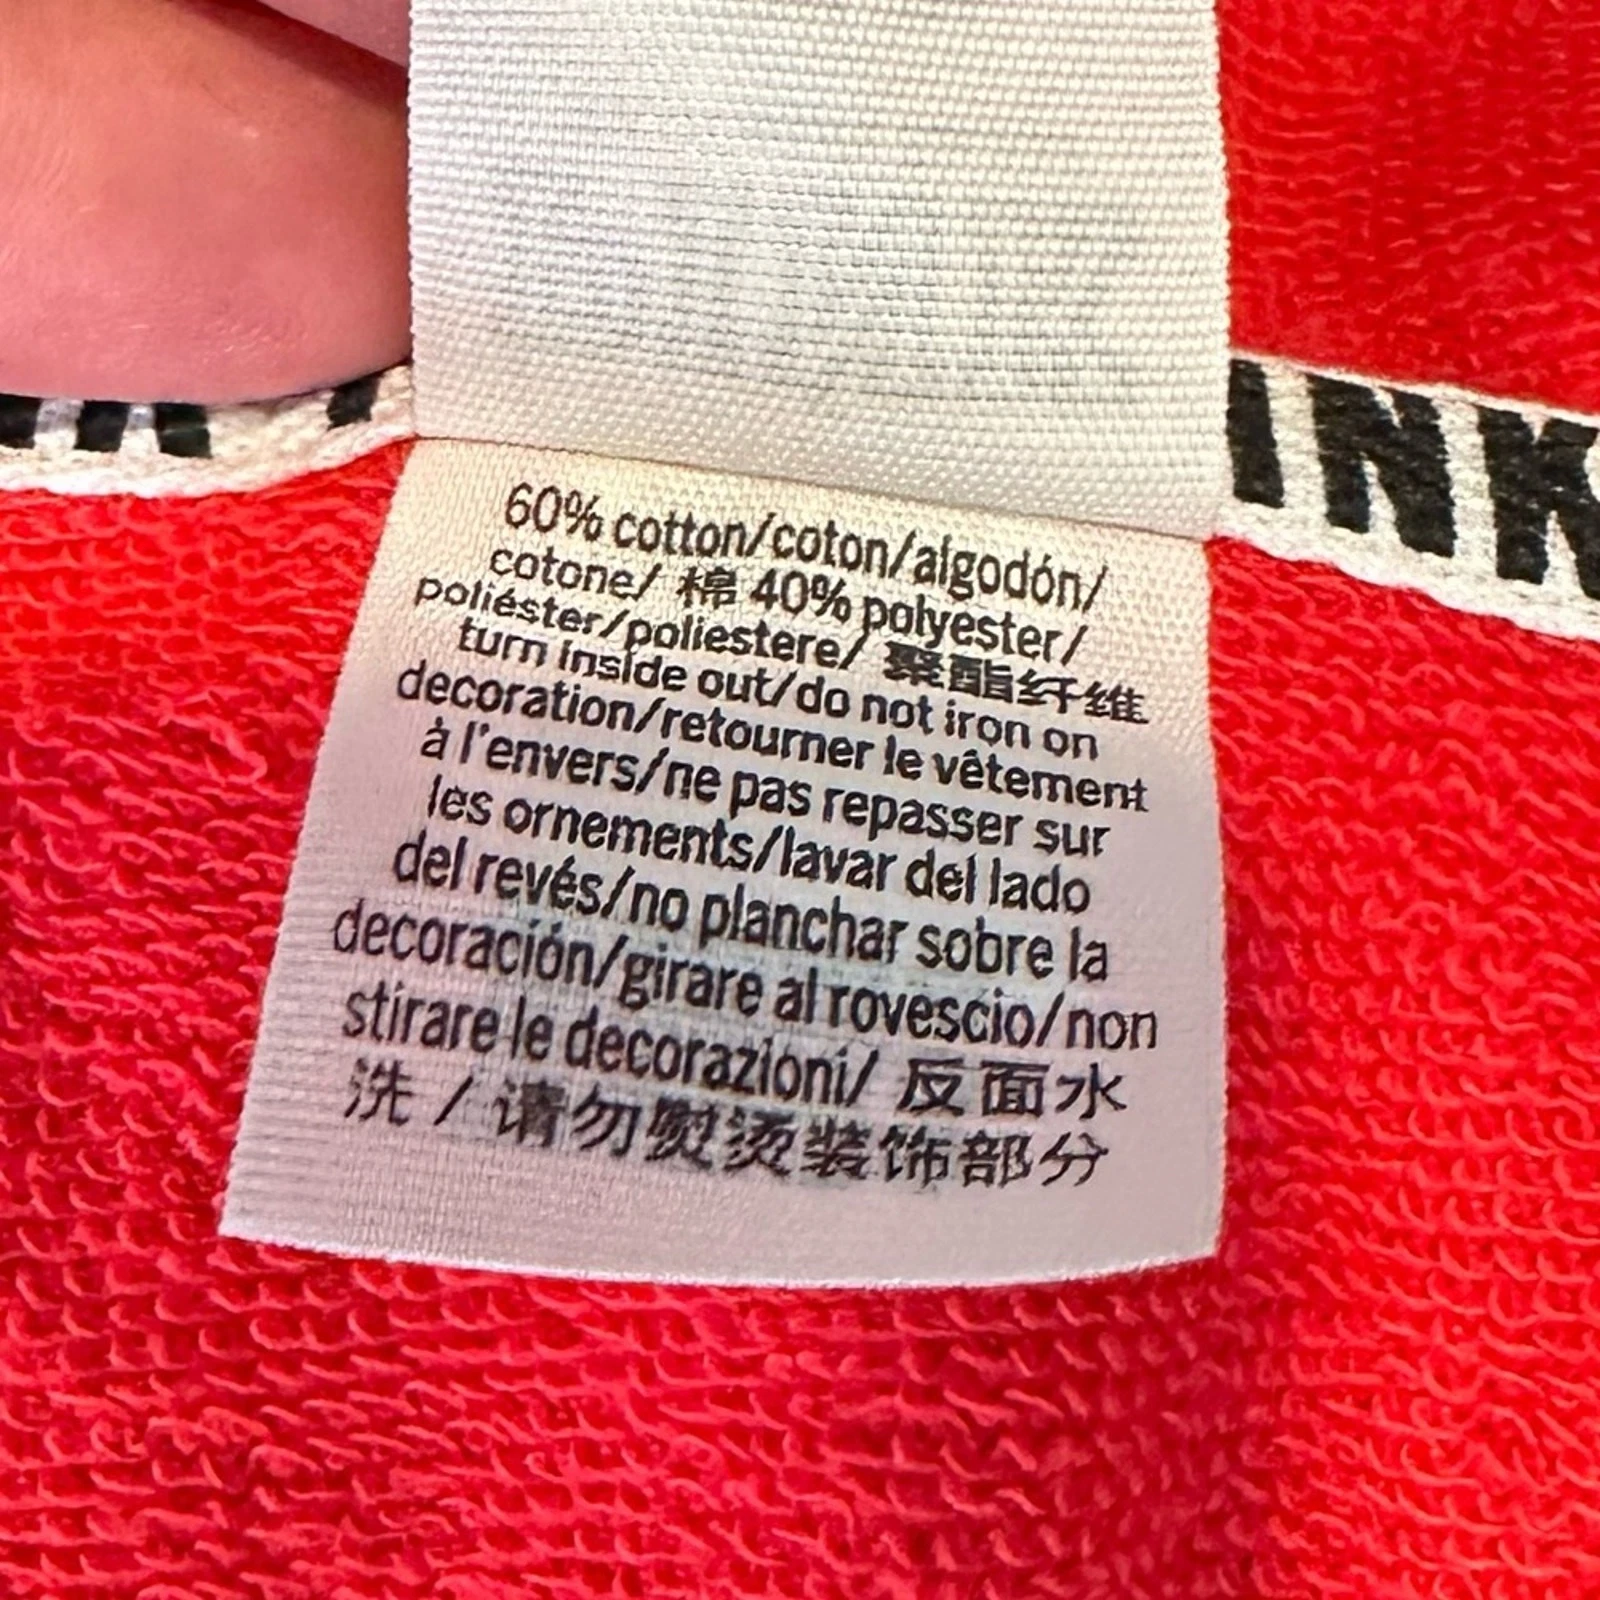 INK
60% cotton/coton/algodón/
cotone/ 棉 40% polyester/
poliéster/poliestere/ 聚酯纤维
turn inside out/do not iron on
decoration/retourner le vêtement
à l'envers/ne pas repasser sur
les ornements/lavar del lado
del revés/no planchar sobre la
decoración/girare al rovescio/non
stirare le decorazioni/ 反面水
洗 / 请勿熨烫装饰部分